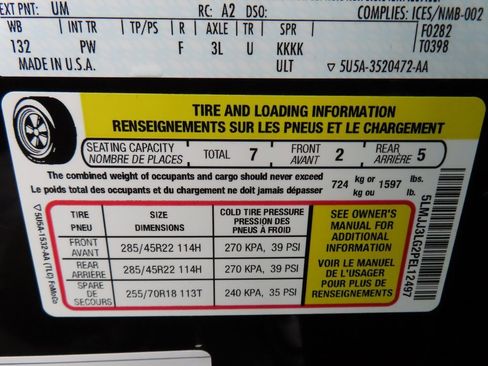 EXT PNT: UM RC: A2 DSO: COMPLIES: ICES/NMB-002
WB INT TR TP/PS R AXLE TR SPR F0282
132 PW F 3L U KKKK T0398
MADE IN U.S.A. ULT ▽ 5U5A-3520472-AA
TIRE AND LOADING INFORMATION
RENSEIGNEMENTS SUR LES PNEUS ET LE CHARGEMENT
SEATING CAPACITY
NOMBRE DE PLACES
TOTAL 7
FRONT
AVANT 2
REAR
ARRIÈRE 5
The combined weight of occupants and cargo should never exceed
Le poids total des occupants et du chargement ne doit jamais dépasser
724 kg or
kg ou 1597 lbs.
lb.
TIRE
PNEU
SIZE
DIMENSIONS
COLD TIRE PRESSURE
PRESSION DES PNEUS
À FROID
FRONT
AVANT
285/45R22 114H
270 KPA, 39 PSI
REAR
ARRIÈRE
285/45R22 114H
270 KPA, 39 PSI
SPARE
DE
SECOURS
255/70R18 113T
240 KPA, 35 PSI
SEE OWNER'S
MANUAL FOR
ADDITIONAL
INFORMATION
VOIR LE MANUEL
DE L'USAGER
POUR PLUS DE
RENSEIGNEMENTS
▽5U5A-1532-AA (TLC) FoMoCo
5LMJJ3LG2PEL12497